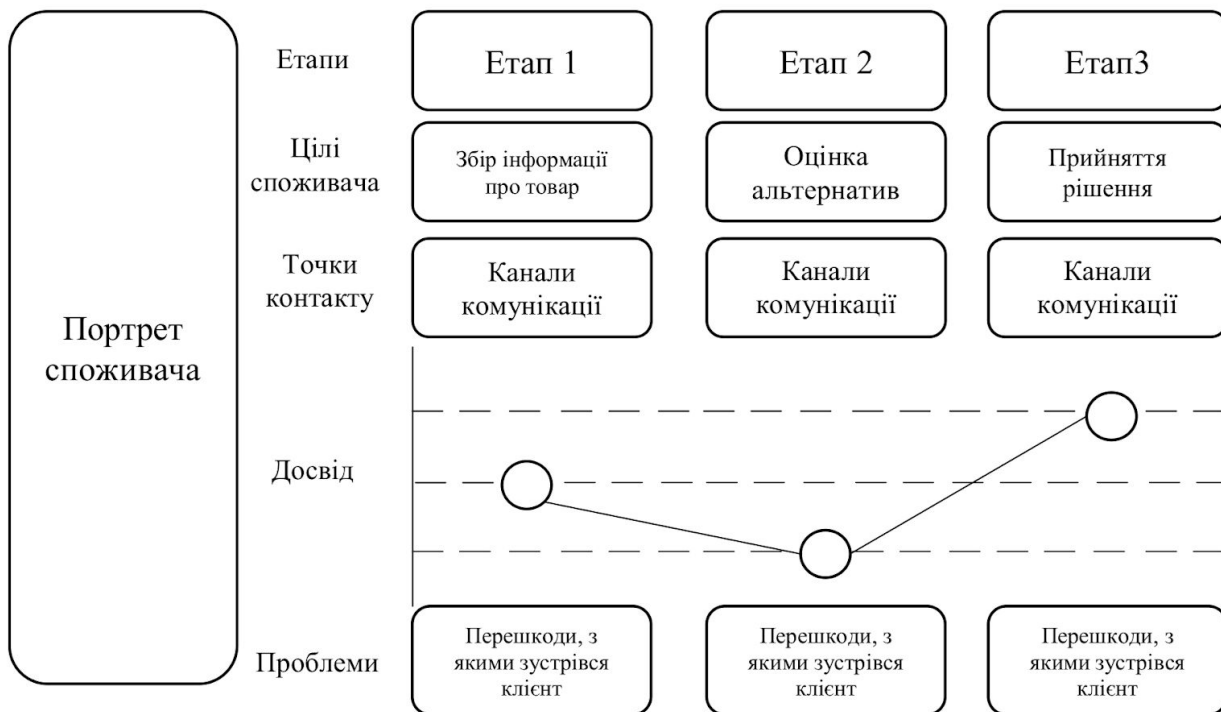 Портрет
споживача
Етапи
Етап 1
Етап 2
Етап3
Цілі
споживача
Збір інформації
про товар
Оцінка
альтернатив
Прийняття
рішення
Точки
контакту
Канали
комунікації
Канали
комунікації
Канали
комунікації
Досвід
Проблеми
Перешкоди, з
якими зустрівся
клієнт
Перешкоди, з
якими зустрівся
клієнт
Перешкоди, з
якими зустрівся
клієнт